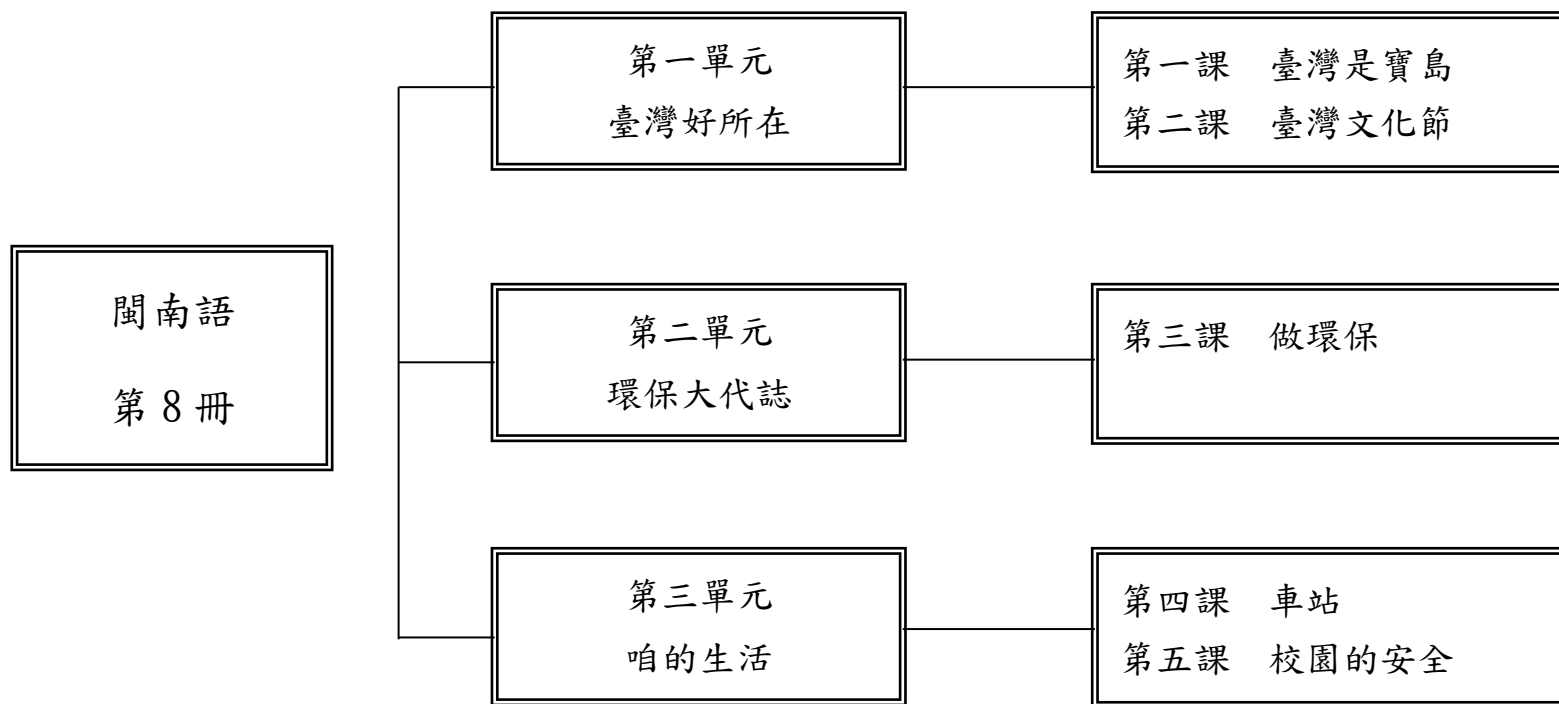 閩南語
第 8 冊
第一單元
臺灣好所在
第一課　臺灣是寶島
第二課　臺灣文化節
第二單元
環保大代誌
第三課　做環保
第三單元
咱的生活
第四課　車站
第五課　校園的安全